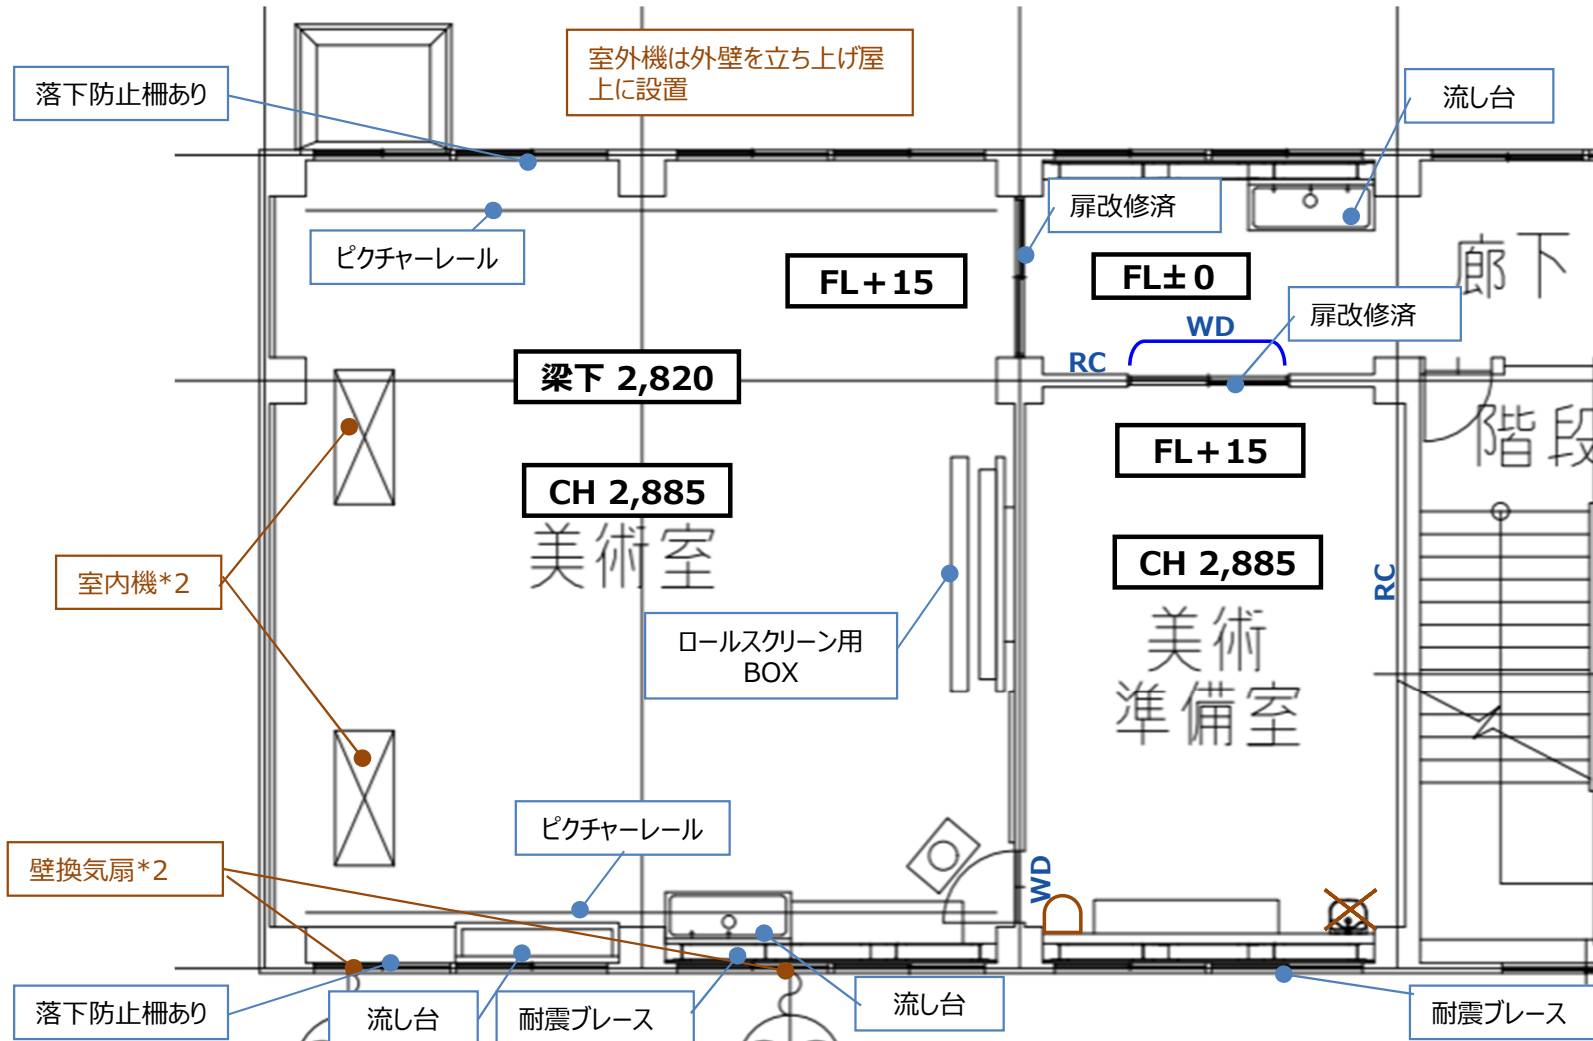 室外機は外壁を立ち上げ屋
上に設置
落下防止柵あり
流し台
扉改修済
ピクチャーレール
FL+15
FL±0
廊下
扉改修済
WD
RC
梁下 2,820
FL+15
階段
CH 2,885
美術室
CH 2,885
RC
室内機*2
ロールスクリーン用
BOX
美術
準備室
ピクチャーレール
壁換気扇*2
WD
落下防止柵あり
流し台
耐震ブレース
流し台
耐震ブレース